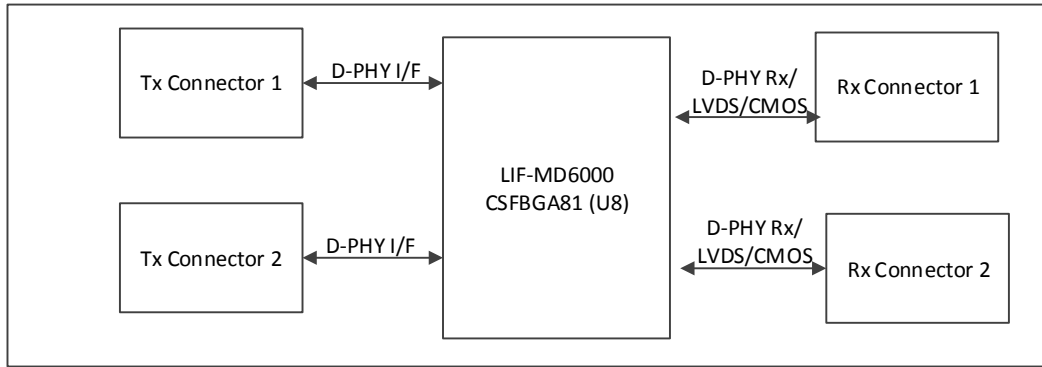 Tx Connector 1
D-PHY I/F
D-PHY Rx/
LVDS/CMOS
Rx Connector 1
LIF-MD6000
CSFBGA81 (U8)
Tx Connector 2
D-PHY I/F
D-PHY Rx/
LVDS/CMOS
Rx Connector 2